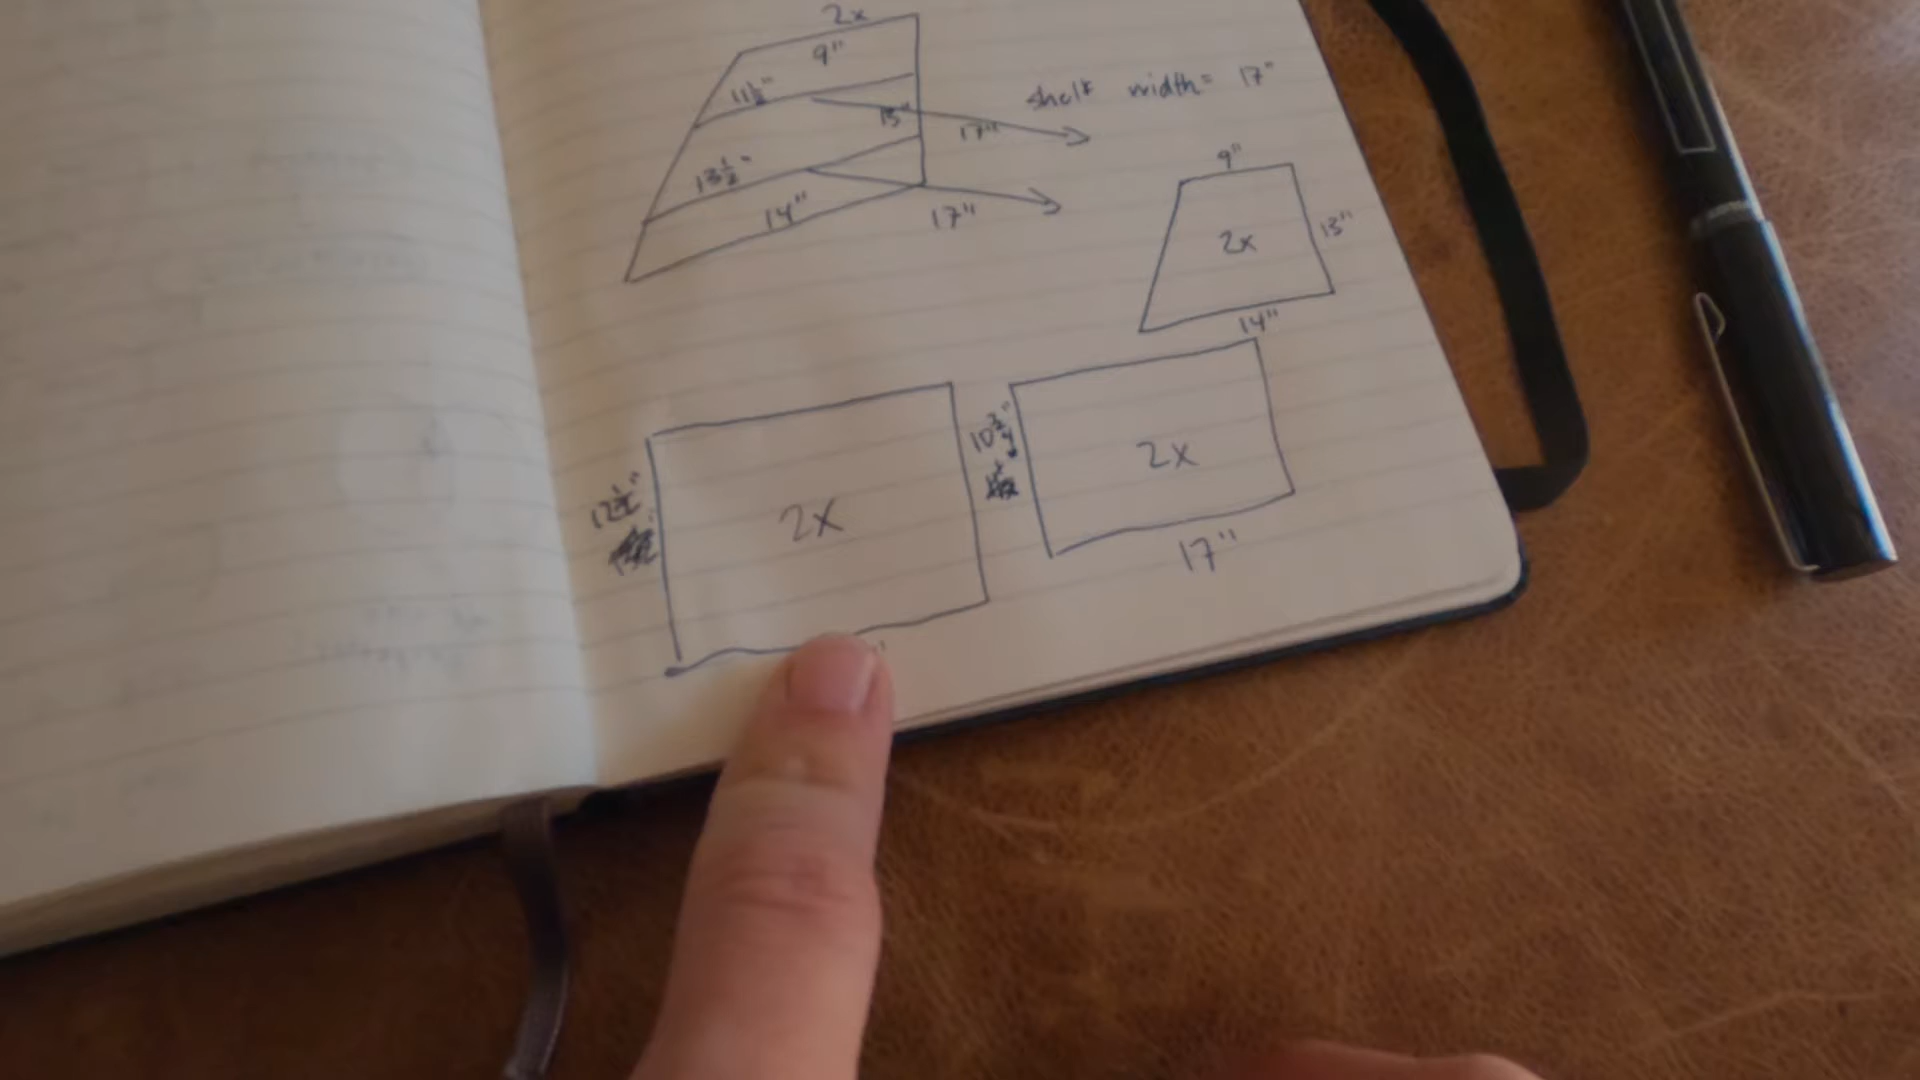 2x
9"
11½"
13"
shelf width = 17"
17"
13½"
14"
17"
9"
2x
13"
14"
12½"
2x
10¾"
2x
17"